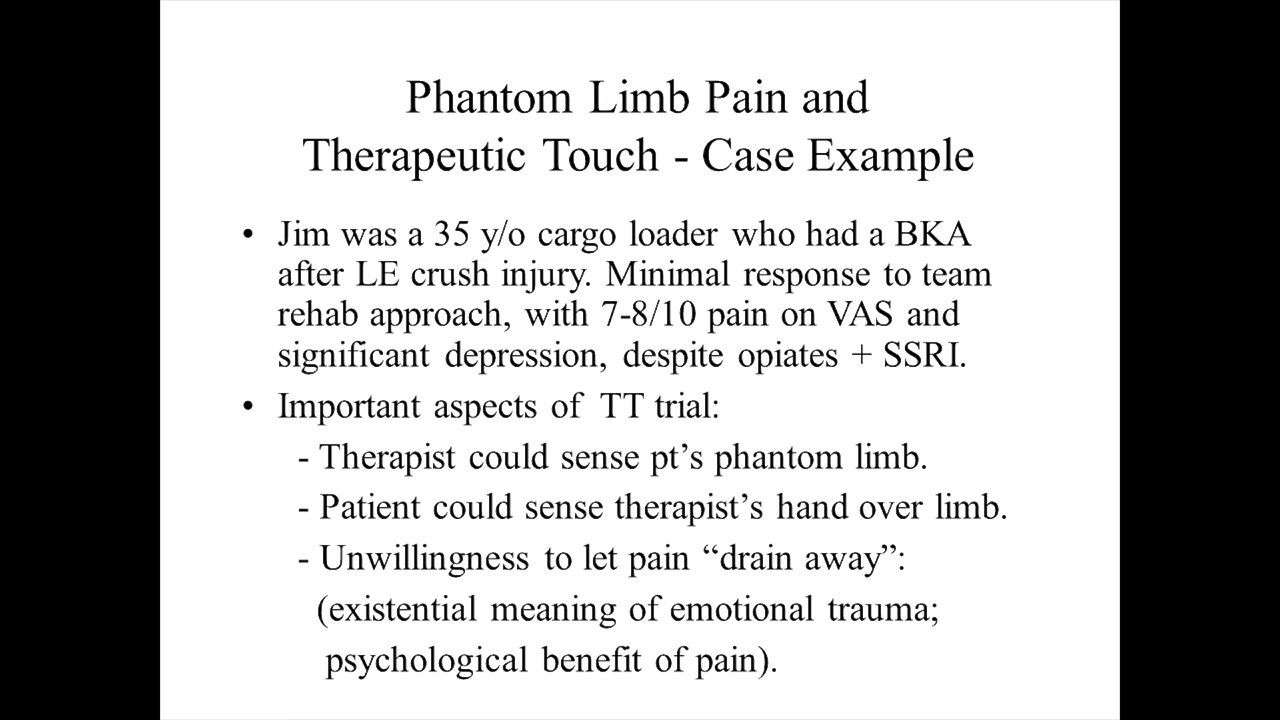 Phantom Limb Pain and
Therapeutic Touch - Case Example
• Jim was a 35 y/o cargo loader who had a BKA
after LE crush injury. Minimal response to team
rehab approach, with 7-8/10 pain on VAS and
significant depression, despite opiates + SSRI.
• Important aspects of TT trial:
- Therapist could sense pt’s phantom limb.
- Patient could sense therapist’s hand over limb.
- Unwillingness to let pain “drain away”:
(existential meaning of emotional trauma;
psychological benefit of pain).